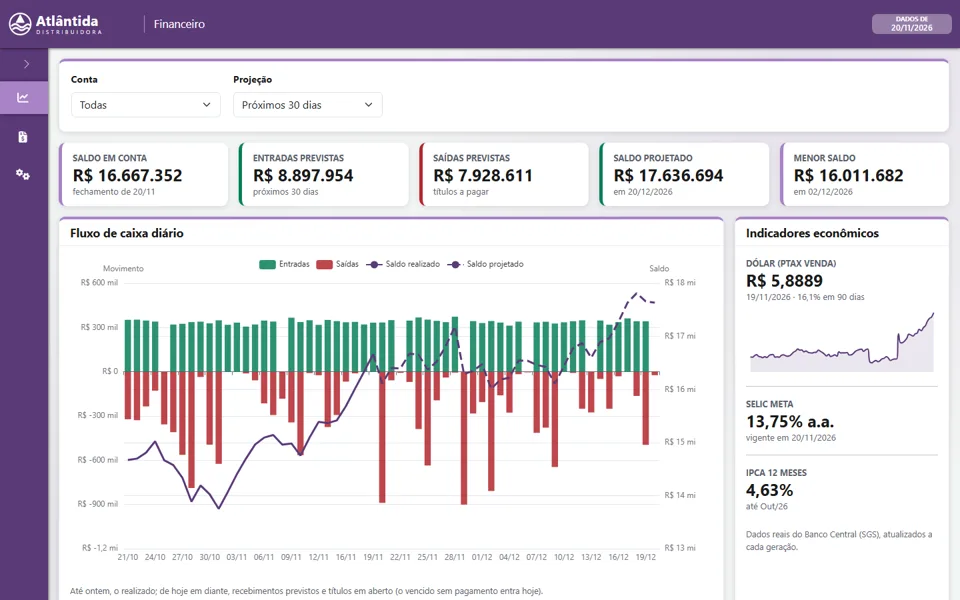 Atlântida
DISTRIBUIDORA
Financeiro
DADOS DE
20/11/2026
Conta
Projeção
Todas
Próximos 30 dias
SALDO EM CONTA
R$ 16.667.352
fechamento de 20/11
ENTRADAS PREVISTAS
R$ 8.897.954
próximos 30 dias
SAÍDAS PREVISTAS
R$ 7.928.611
títulos a pagar
SALDO PROJETADO
R$ 17.636.694
em 20/12/2026
MENOR SALDO
R$ 16.011.682
em 02/12/2026
Fluxo de caixa diário
Movimento
Entradas
Saídas
Saldo realizado
Saldo projetado
Saldo
R$ 600 mil
R$ 300 mil
R$ 0
R$ -300 mil
R$ -600 mil
R$ -900 mil
R$ -1,2 mi
R$ 18 mi
R$ 17 mi
R$ 16 mi
R$ 15 mi
R$ 14 mi
R$ 13 mi
21/10 24/10 27/10 30/10 03/11 06/11 09/11 12/11 16/11 19/11 22/11 25/11 28/11 01/12 04/12 07/12 10/12 13/12 16/12 19/12
Até ontem, o realizado; de hoje em diante, recebimentos previstos e títulos em aberto (o vencido sem pagamento entra hoje).
Indicadores econômicos
DÓLAR (PTAX VENDA)
R$ 5,8889
19/11/2026 · 16,1% em 90 dias
SELIC META
13,75% a.a.
vigente em 20/11/2026
IPCA 12 MESES
4,63%
até Out/26
Dados reais do Banco Central (SGS), atualizados a
cada geração.